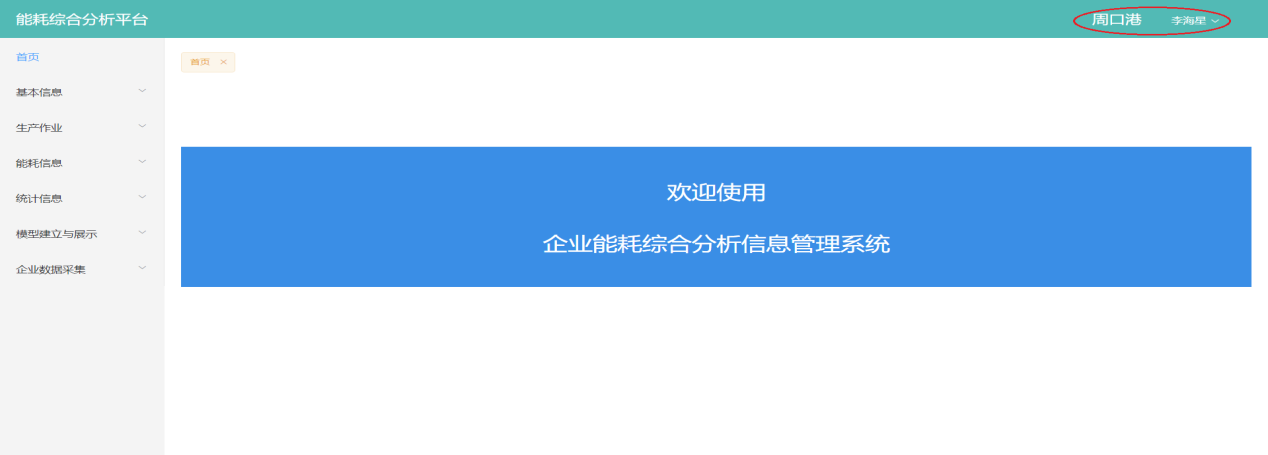 能耗综合分析平台
周口港 李海星
首页
首页 ×
基本信息
生产作业
能耗信息
统计信息
模型建立与展示
企业数据采集
欢迎使用
企业能耗综合分析信息管理系统